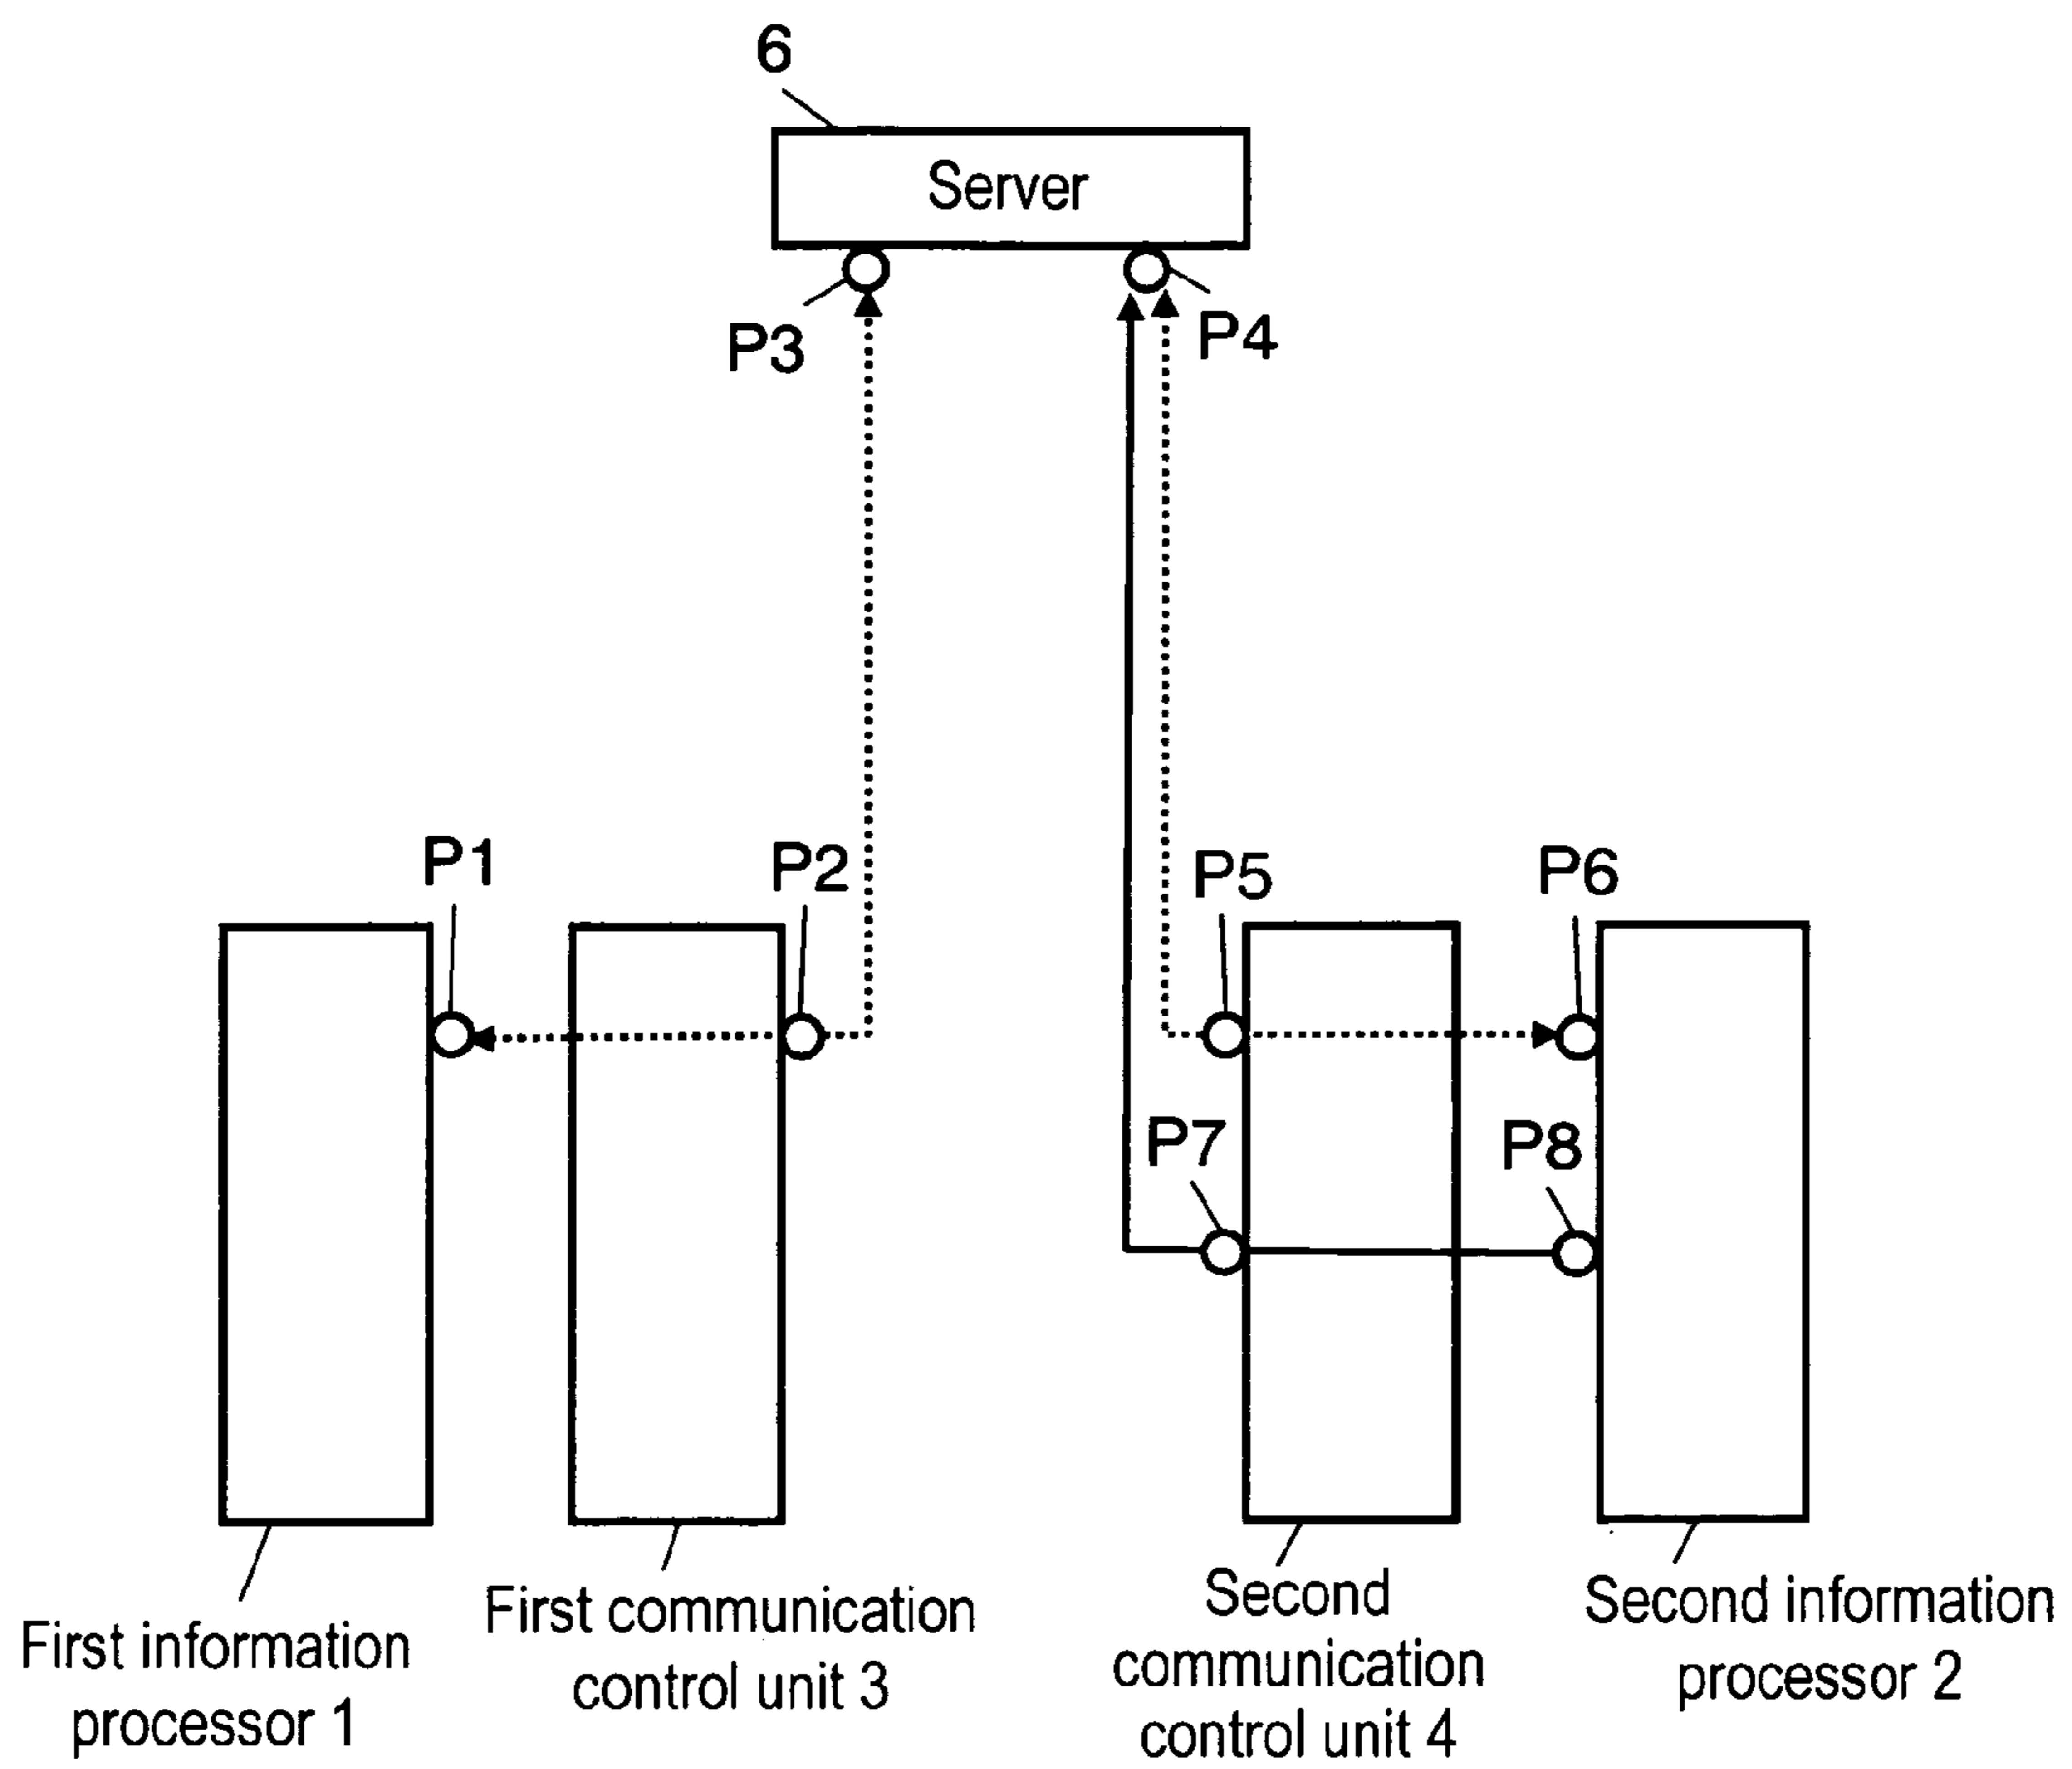 6
Server
P3
P4
P1
P2
P5
P6
P7
P8
First information
processor 1
First communication
control unit 3
Second
communication
control unit 4
Second information
processor 2